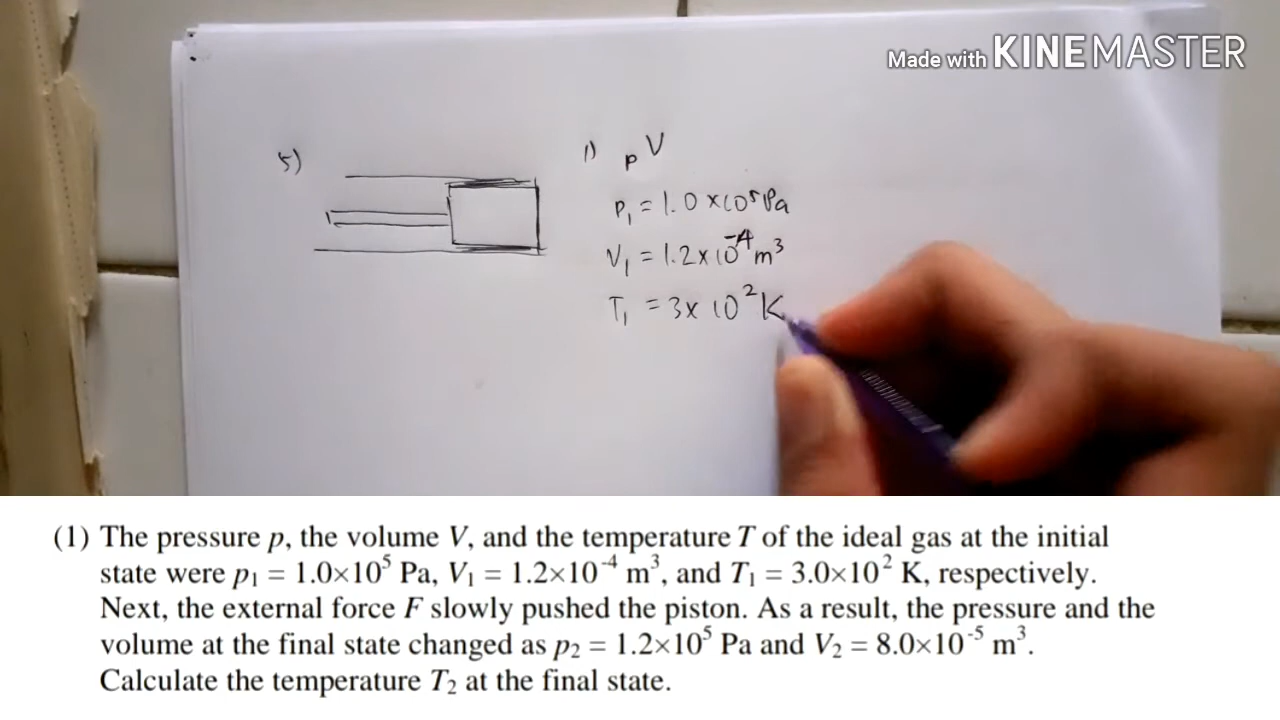 Made with KINEMASTER
5)
1) p V
P₁ = 1.0 x10⁵ Pa
V₁ = 1.2x10⁻⁴ m³
T₁ = 3x 10² K
(1) The pressure p, the volume V, and the temperature T of the ideal gas at the initial
state were p₁ = 1.0×10⁵ Pa, V₁ = 1.2×10⁻⁴ m³, and T₁ = 3.0×10² K, respectively.
Next, the external force F slowly pushed the piston. As a result, the pressure and the
volume at the final state changed as p₂ = 1.2×10⁵ Pa and V₂ = 8.0×10⁻⁵ m³.
Calculate the temperature T₂ at the final state.